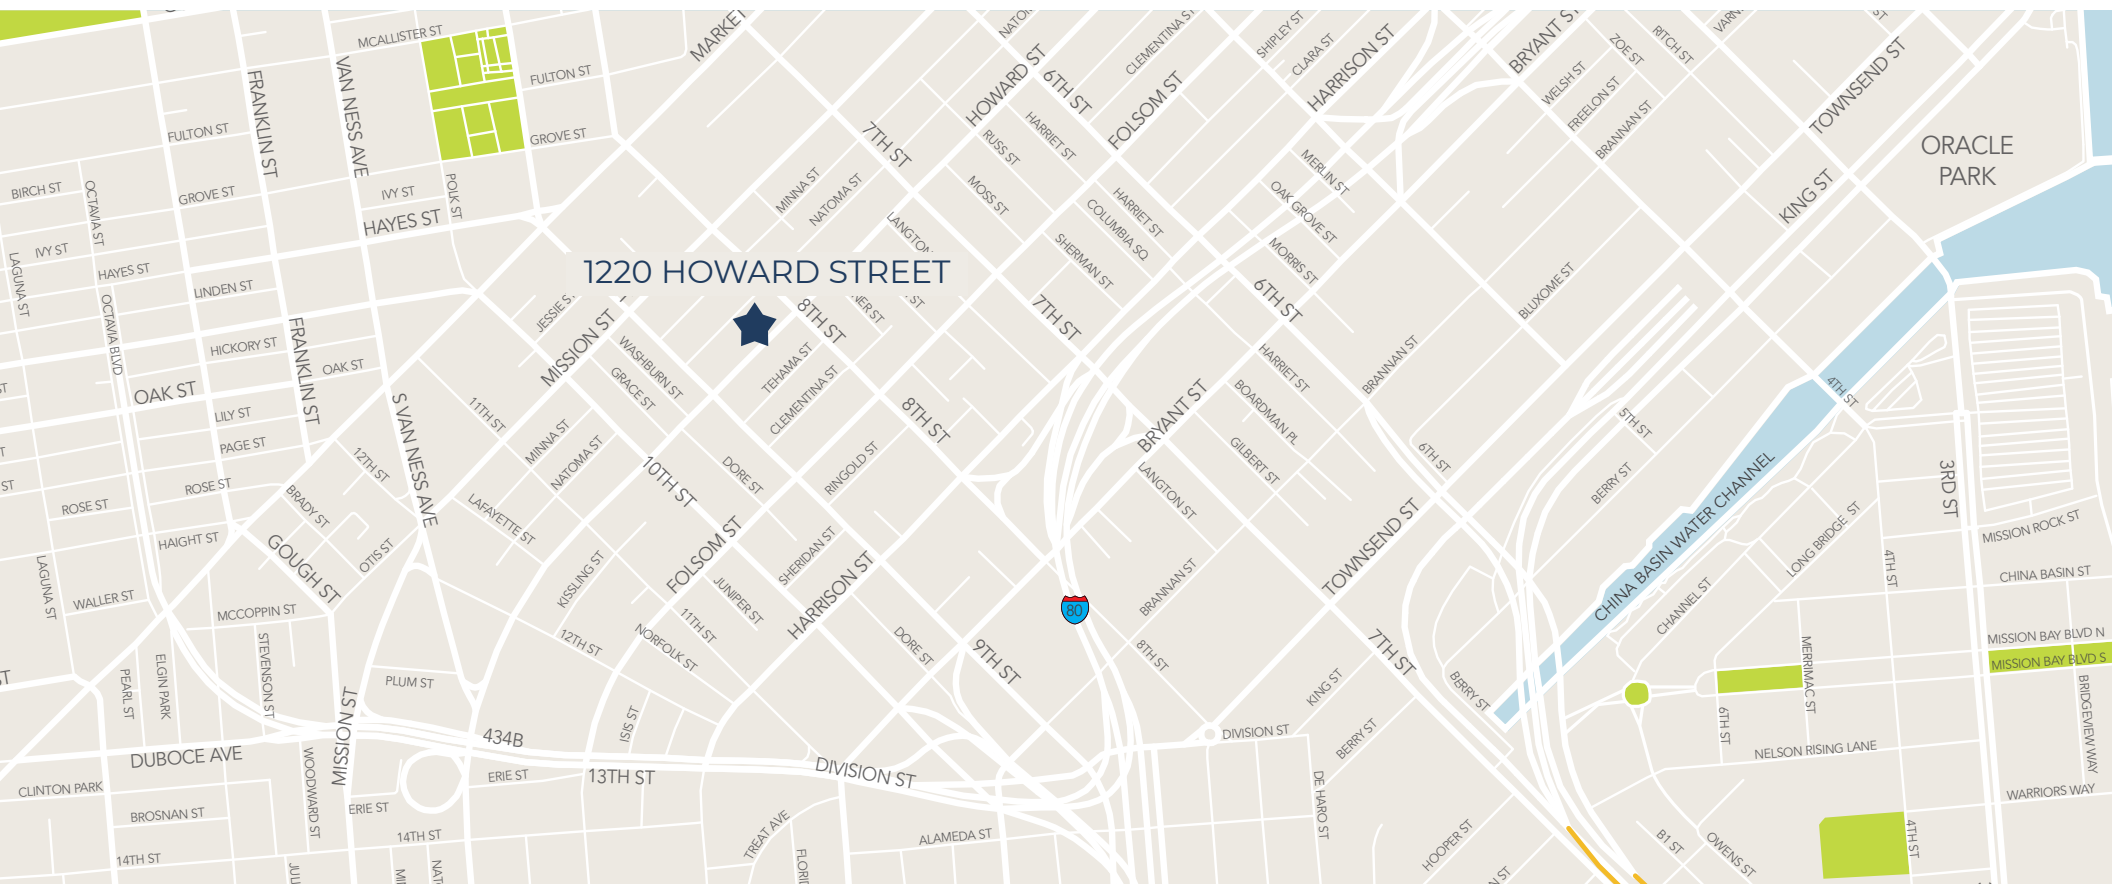 MCALLISTER ST
FULTON ST
GROVE ST
FRANKLIN ST
VAN NESS AVE
FULTON ST
BIRCH ST
OCTAVIA ST
GROVE ST
IVY ST
POLK ST
HAYES ST
IVY ST
LAGUNA ST
HAYES ST
LINDEN ST
OCTAVIA BLVD
HICKORY ST
FRANKLIN ST
OAK ST
OAK ST
LILY ST
PAGE ST
S VAN NESS AVE
12TH ST
ROSE ST
ROSE ST
BRADY ST
HAIGHT ST
GOUGH ST
OTIS ST
LAGUNA ST
WALLER ST
MCCOPPIN ST
STEVENSON ST
PEARL ST
ELGIN PARK
PLUM ST
MISSION ST
DUBOCE AVE
WOODWARD ST
CLINTON PARK
BROSNAN ST
14TH ST
ERIE ST
14TH ST
434B
ERIE ST
13TH ST
ISIS ST
DIVISION ST
TREAT AVE
ALAMEDA ST
HOWARD ST
6TH ST
CLEMENTINA ST
FOLSOM ST
SHIPLEY ST
CLARA ST
HARRISON ST
7TH ST
RUSS ST
HARRIET ST
MINNA ST
NATOMA ST
MOSS ST
HARRIET ST
COLUMBIA SQ
SHERMAN ST
MERLIN ST
OAK GROVE ST
MORRIS ST
6TH ST
7TH ST
1220 HOWARD STREET
MISSION ST
8TH ST
WASHBURN ST
GRACE ST
TEHAMA ST
CLEMENTINA ST
11TH ST
MINNA ST
NATOMA ST
8TH ST
10TH ST
DORE ST
RINGOLD ST
LAFAYETTE ST
KISSLING ST
FOLSOM ST
SHERIDAN ST
HARRISON ST
JUNIPER ST
11TH ST
12TH ST
NORFOLK ST
DORE ST
9TH ST
80
BRYANT ST
ZOE ST
RITCH ST
WELSH ST
FREELON ST
BRANNAN ST
TOWNSEND ST
ORACLE
PARK
KING ST
BLUXOME ST
BRANNAN ST
HARRIET ST
BOARDMAN PL
BRYANT ST
GILBERT ST
LANGTON ST
6TH ST
5TH ST
BERRY ST
4TH ST
TOWNSEND ST
BRANNAN ST
8TH ST
7TH ST
KING ST
BERRY ST
BERRY ST
DIVISION ST
DE HARO ST
HOOPER ST
CHINA BASIN WATER CHANNEL
CHANNEL ST
LONG BRIDGE ST
3RD ST
4TH ST
MISSION ROCK ST
CHINA BASIN ST
MISSION BAY BLVD N
MISSION BAY BLVD S
MERRIMAC ST
6TH ST
NELSON RISING LANE
BRIDGEVIEW WAY
WARRIORS WAY
4TH ST
B1 ST
OWENS ST